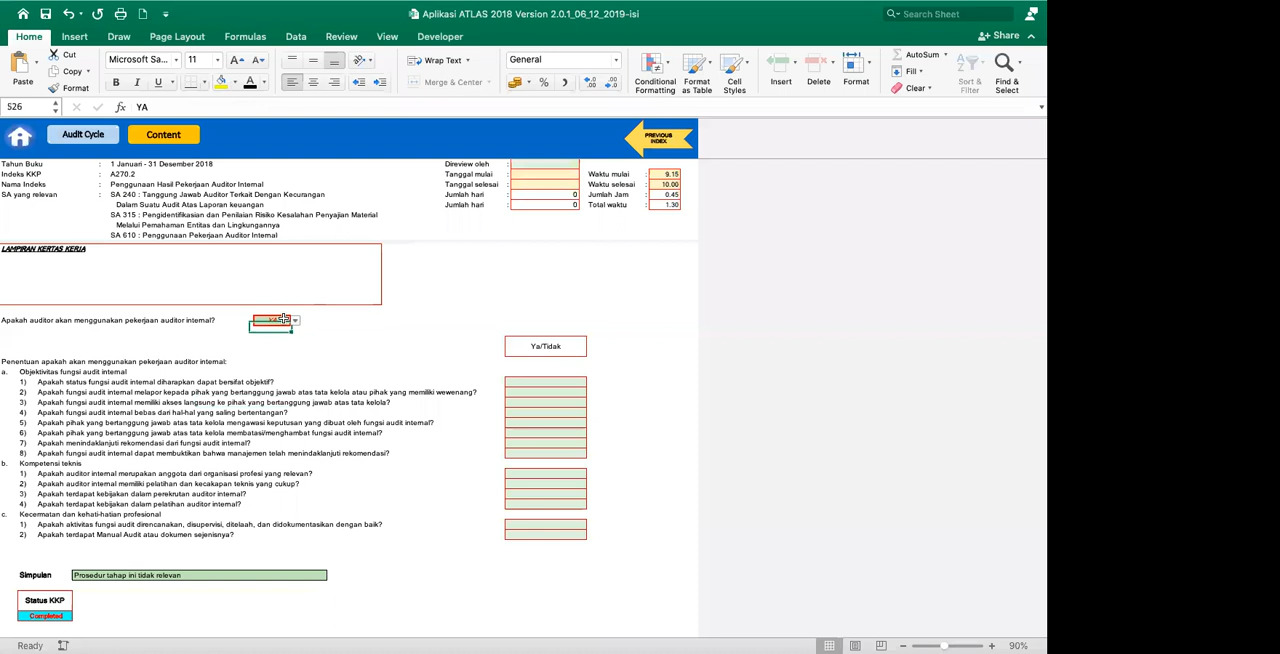 Aplikasi ATLAS 2018 Version 2.0.1_06_12_2019-isi
Search Sheet
Home Insert Draw Page Layout Formulas Data Review View Developer
Share
Paste
Cut
Copy
Format
Microsoft Sa... 11
B I U
Wrap Text
Merge & Center
General
Conditional Formatting
Format as Table
Cell Styles
Insert
Delete
Format
AutoSum
Fill
Clear
Sort & Filter
Find & Select
S26 fx YA
Audit Cycle
Content
PREVIOUS INDEX
Tahun Buku : 1 Januari - 31 Desember 2018
Indeks KKP : A270.2
Nama Indeks : Penggunaan Hasil Pekerjaan Auditor Internal
SA yang relevan : SA 240 : Tanggung Jawab Auditor Terkait Dengan Kecurangan
Dalam Suatu Audit Atas Laporan keuangan
SA 315 : Pengidentifikasian dan Penilaian Risiko Kesalahan Penyajian Material
Melalui Pemahaman Entitas dan Lingkungannya
SA 610 : Penggunaan Pekerjaan Auditor Internal
Direview oleh :
Tanggal mulai : Waktu mulai : 9.15
Tanggal selesai : Waktu selesai : 10.00
Jumlah hari : 0 Jumlah Jam : 0.45
Jumlah hari : 0 Total waktu : 1.30
LAMPIRAN KERTAS KERJA
Apakah auditor akan menggunakan pekerjaan auditor internal?
Ya/Tidak
Penentuan apakah akan menggunakan pekerjaan auditor internal:
a. Objektivitas fungsi audit internal
1) Apakah status fungsi audit internal diharapkan dapat bersifat objektif?
2) Apakah fungsi audit internal melapor kepada pihak yang bertanggung jawab atas tata kelola atau pihak yang memiliki wewenang?
3) Apakah fungsi audit internal memiliki akses langsung ke pihak yang bertanggung jawab atas tata kelola?
4) Apakah fungsi audit internal bebas dari hal-hal yang saling bertentangan?
5) Apakah pihak yang bertanggung jawab atas tata kelola mengawasi keputusan yang dibuat oleh fungsi audit internal?
6) Apakah pihak yang bertanggung jawab atas tata kelola membatasi/menghambat fungsi audit internal?
7) Apakah menindaklanjuti rekomendasi dari fungsi audit internal?
8) Apakah fungsi audit internal dapat membuktikan bahwa manajemen telah menindaklanjuti rekomendasi?
b. Kompetensi teknis
1) Apakah auditor internal merupakan anggota dari organisasi profesi yang relevan?
2) Apakah auditor internal memiliki pelatihan dan kecakapan teknis yang cukup?
3) Apakah terdapat kebijakan dalam perekrutan auditor internal?
4) Apakah terdapat kebijakan dalam pelatihan auditor internal?
c. Kecermatan dan kehati-hatian profesional
1) Apakah aktivitas fungsi audit direncanakan, disupervisi, ditelaah, dan didokumentasikan dengan baik?
2) Apakah terdapat Manual Audit atau dokumen sejenisnya?
Simpulan Prosedur tahap ini tidak relevan
Status KKP
Completed
Ready
90%